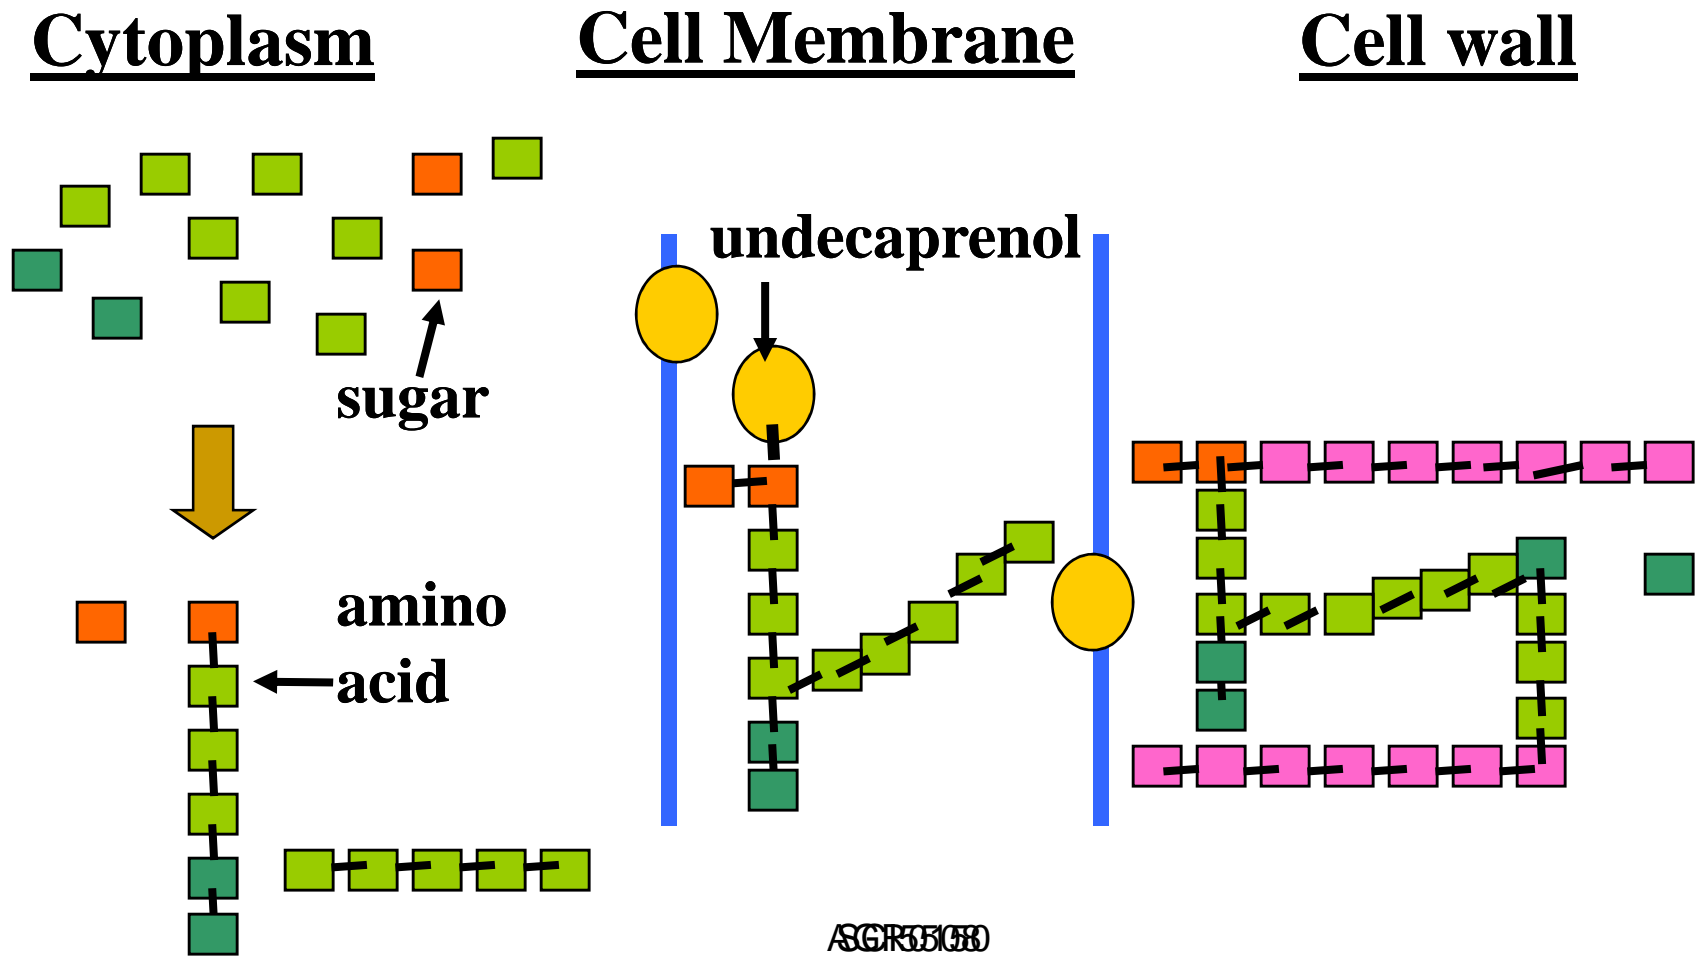 Cytoplasm
Cell Membrane
Cell wall
undecaprenol
sugar
amino
acid